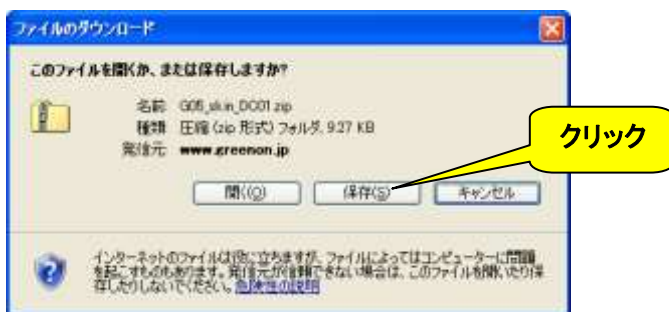 ファイルのダウンロード
このファイルを開くか、または保存しますか?
名前 G05_skin_DC01.zip
種類 圧縮 (zip 形式) フォルダ, 9.27 KB
発信元 www.greenon.jp
クリック
開く(O) 保存(S) キャンセル
インターネットのファイルは役に立ちますが、ファイルによってはコンピューターに問題
を起こすものもあります。発信元が信頼できない場合は、このファイルを開いたり保
存したりしないでください。危険性の説明